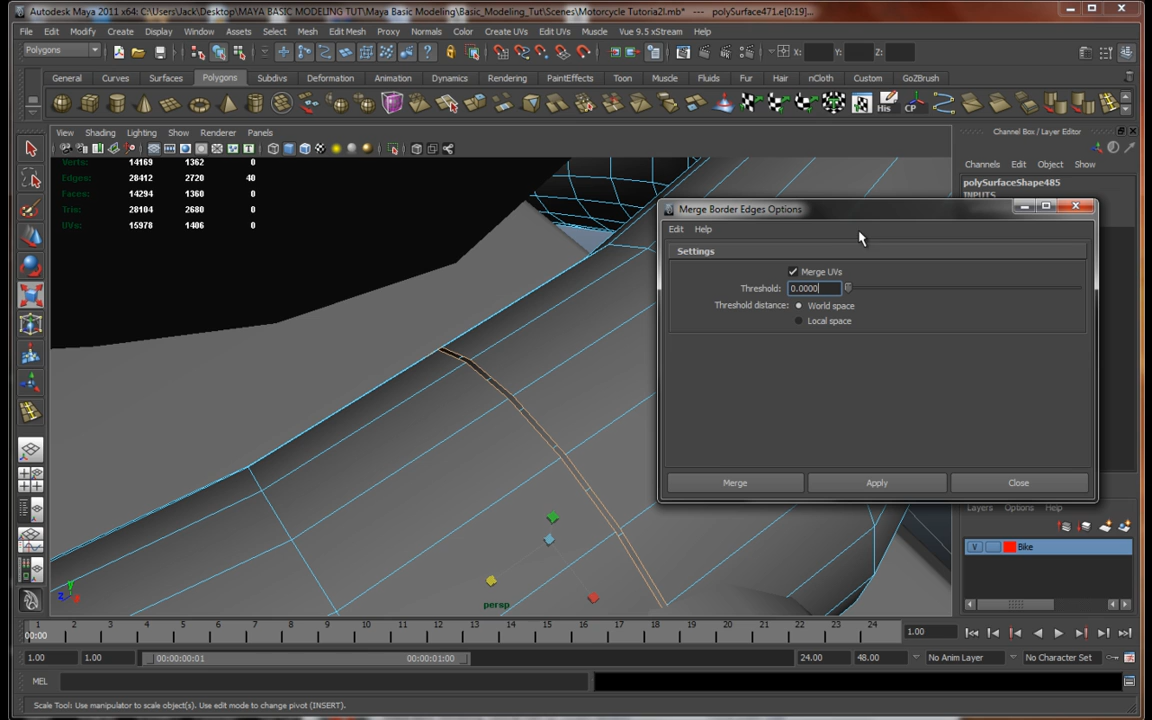 Autodesk Maya 2011 x64: C:\Users\Jack\Desktop\MAYA BASIC MODELING TUT\Maya Basic Modeling\Basic_Modeling_Tut\Scenes\Motorcycle Tutorial2l.mb* --- polySurface471.e[0:19]...
File Edit Modify Create Display Window Assets Select Mesh Edit Mesh Proxy Normals Color Create UVs Edit UVs Muscle Vue 9.5 xStream Help
Polygons X: Y: Z:
General Curves Surfaces Polygons Subdivs Deformation Animation Dynamics Rendering PaintEffects Toon Muscle Fluids Fur Hair nCloth Custom GoZBrush
His CP
View Shading Lighting Show Renderer Panels
Channel Box / Layer Editor
Channels Edit Object Show
Verts: 14169 1362 0
Edges: 28412 2720 40
Faces: 14294 1360 0
Tris: 28104 2680 0
UVs: 15978 1406 0
polySurfaceShape485
INPUTS
Merge Border Edges Options
Edit Help
Settings
Merge UVs
Threshold: 0.0000
Threshold distance: World space
Local space
Merge Apply Close
Layers Options Help
V Bike
y
z x
persp
1 2 3 4 5 6 7 8 9 10 11 12 13 14 15 16 17 18 19 20 21 22 23 24
00:00
1.00
1.00 1.00 00:00:00:01 00:00:01:00 24.00 48.00 No Anim Layer No Character Set
MEL
Scale Tool: Use manipulator to scale object(s). Use edit mode to change pivot (INSERT).